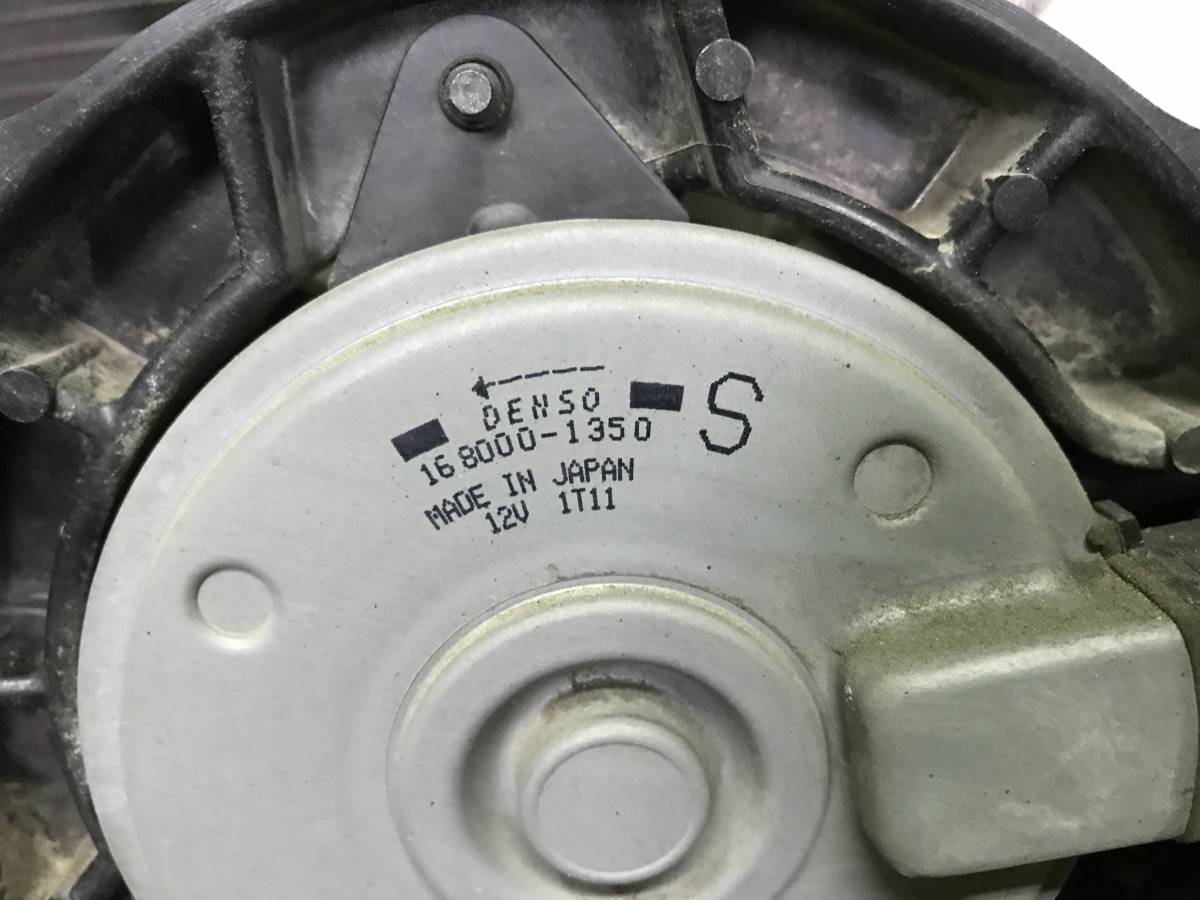 DENSO S
168000-1350
MADE IN JAPAN
12V 1T11